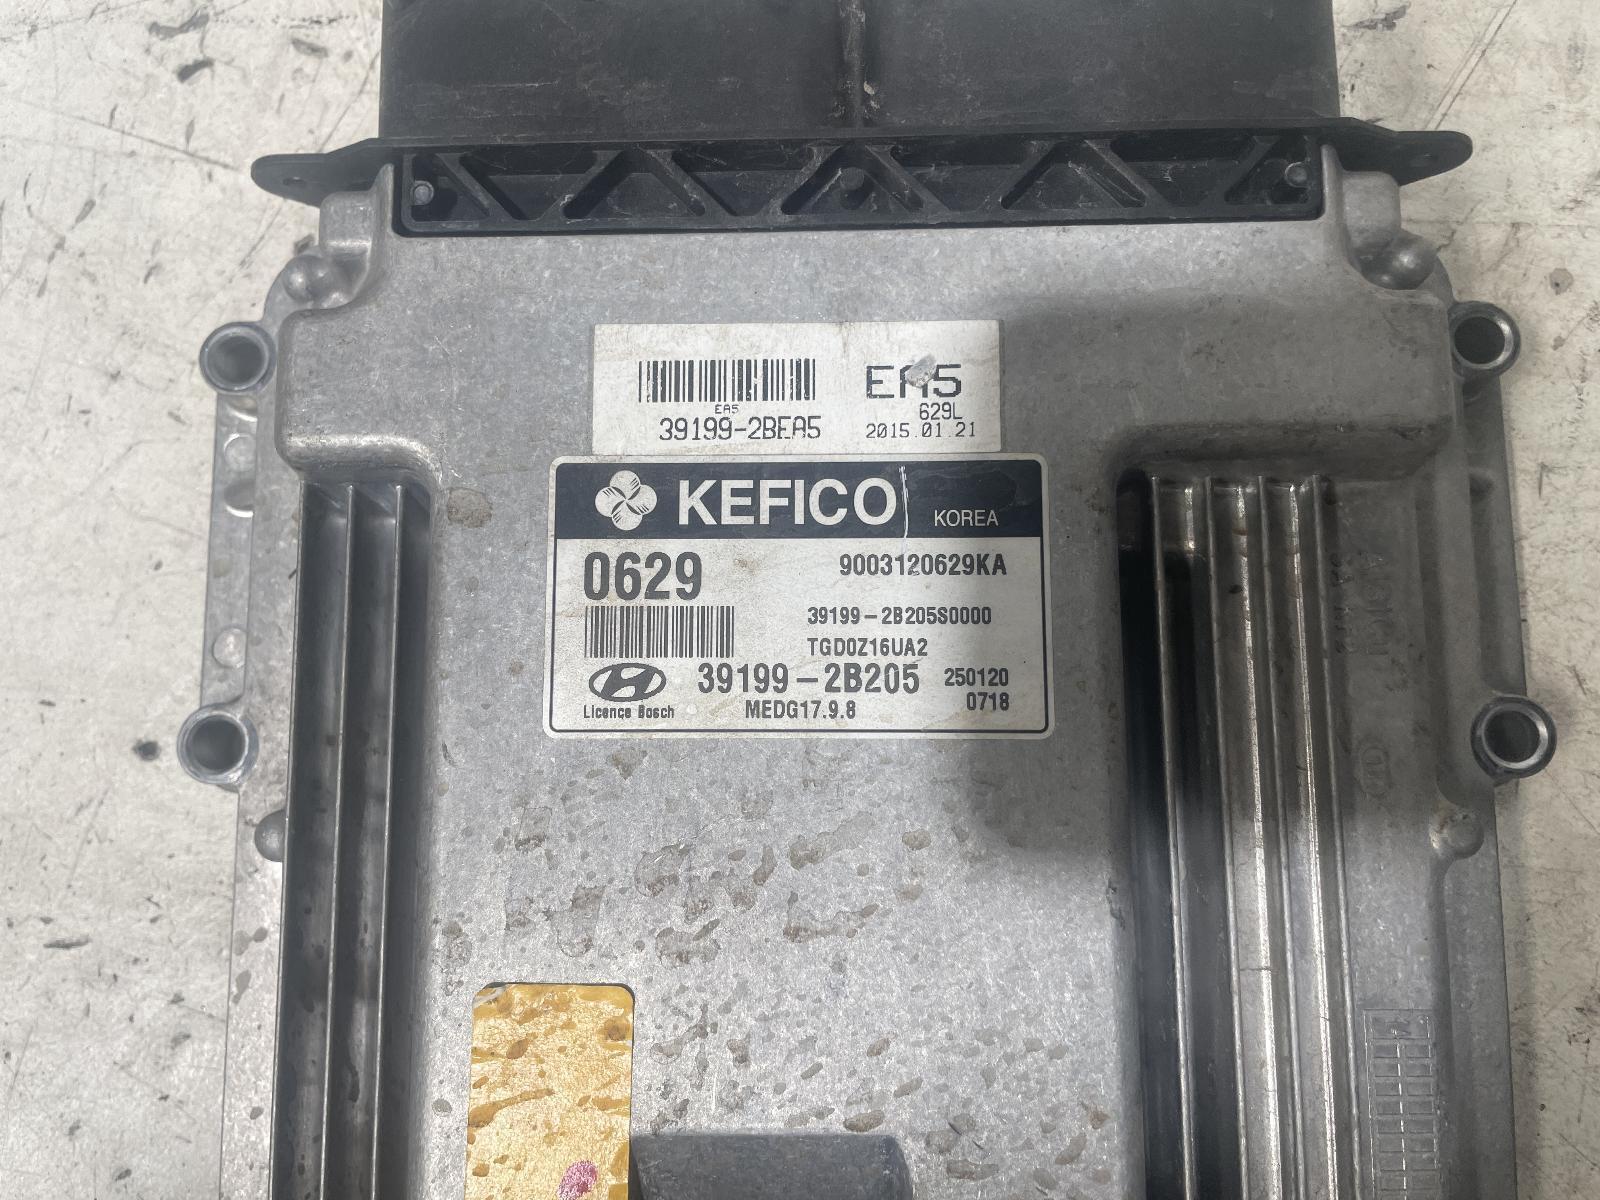 EA5
EA5
629L
39199-2BEA5
2015.01.21
KEFICO
KOREA
0629
9003120629KA
39199-2B205S0000
TGD0Z16UA2
39199-2B205
250120
Licence Bosch
MEDG17.9.8
0718